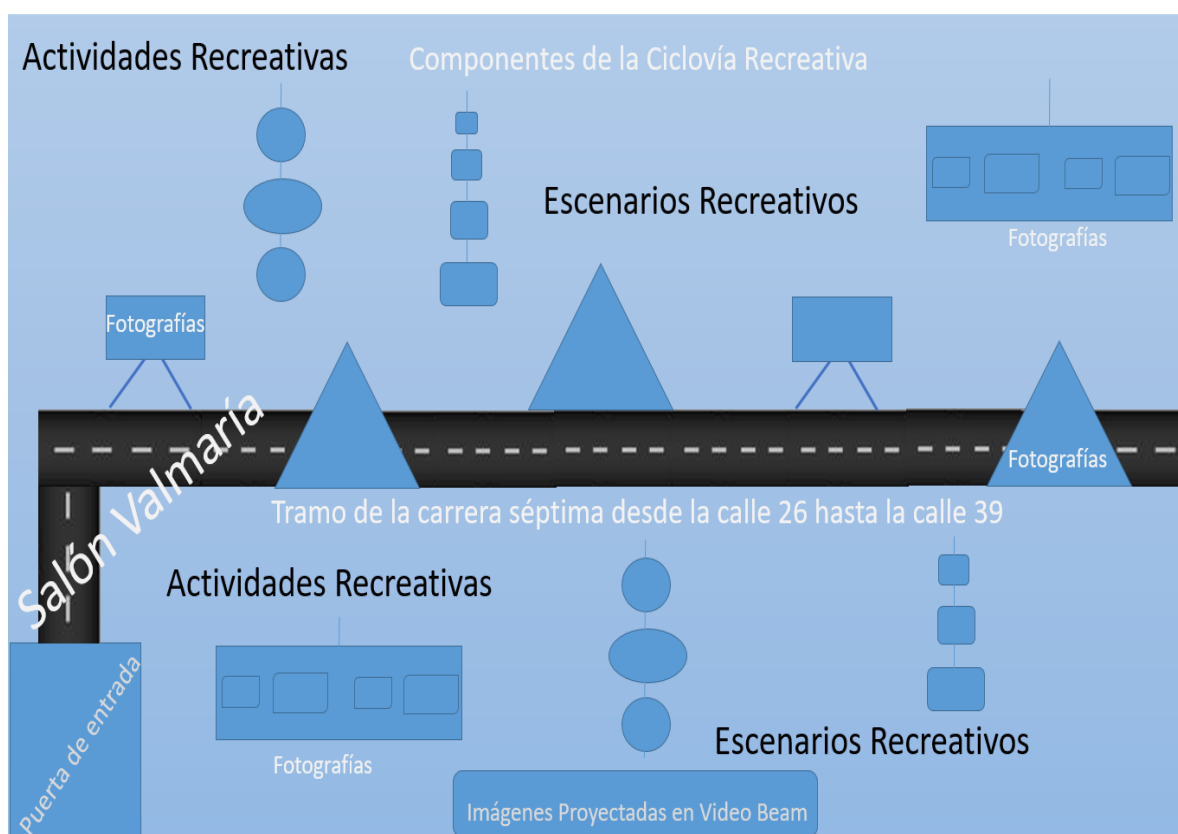 Actividades Recreativas
Componentes de la Ciclovía Recreativa
Escenarios Recreativos
Fotografías
Fotografías
Fotografías
Salón Valmaría
Tramo de la carrera séptima desde la calle 26 hasta la calle 39
Actividades Recreativas
Puerta de entrada
Fotografías
Escenarios Recreativos
Imágenes Proyectadas en Video Beam